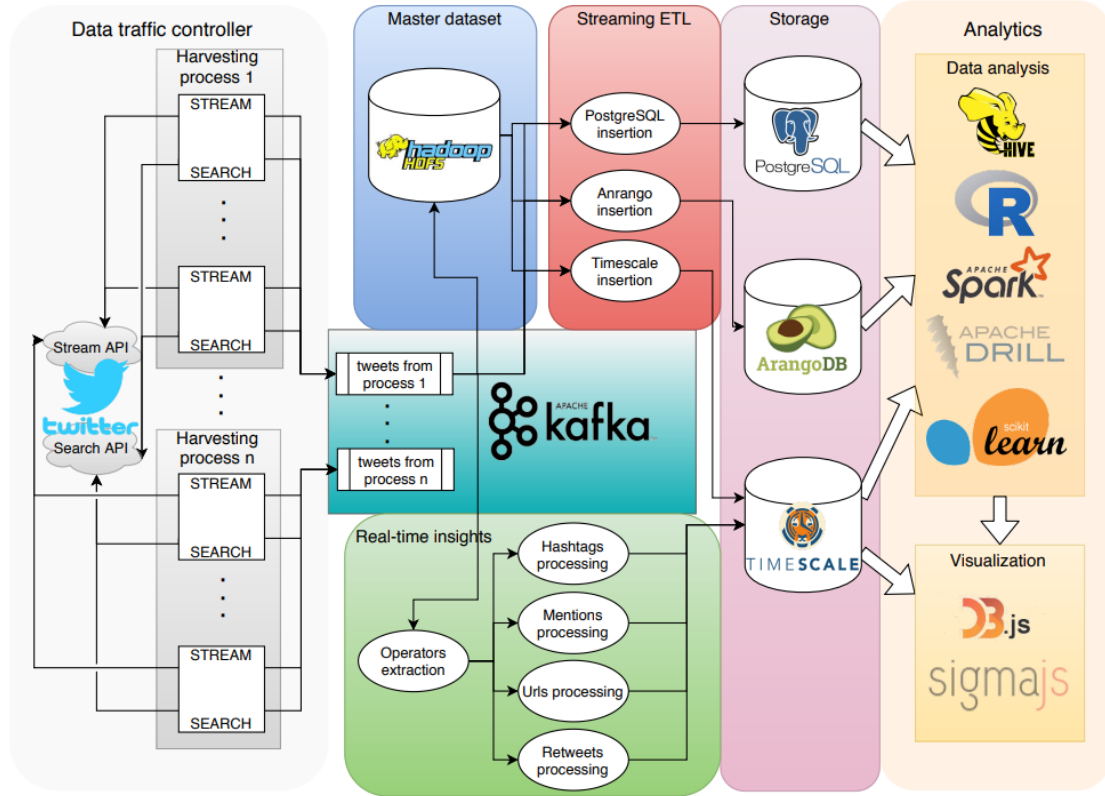 Data traffic controller
Harvesting
process 1
STREAM
SEARCH
STREAM
SEARCH
Stream API
twitter
Search API
Harvesting
process n
STREAM
SEARCH
STREAM
SEARCH
Master dataset
hadoop
HDFS
Streaming ETL
PostgreSQL
insertion
Anrango
insertion
Timescale
insertion
tweets from
process 1
tweets from
process n
APACHE
kafka
Real-time insights
Operators
extraction
Hashtags
processing
Mentions
processing
Urls processing
Retweets
processing
Storage
PostgreSQL
ArangoDB
TIMESCALE
Analytics
Data analysis
HIVE
R
APACHE
Spark
APACHE
DRILL
scikit
learn
Visualization
D3.js
sigmajs